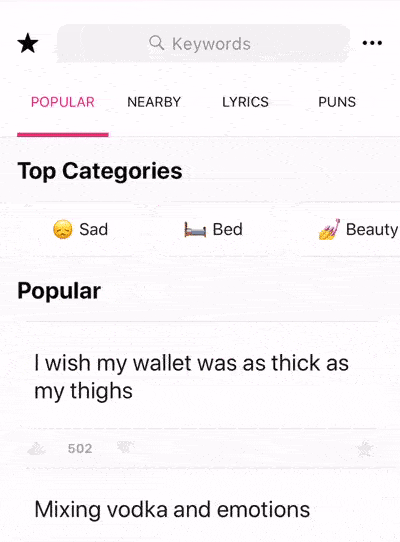 Keywords
POPULAR NEARBY LYRICS PUNS
Top Categories
Sad Bed Beauty
Popular
I wish my wallet was as thick as
my thighs
502
Mixing vodka and emotions